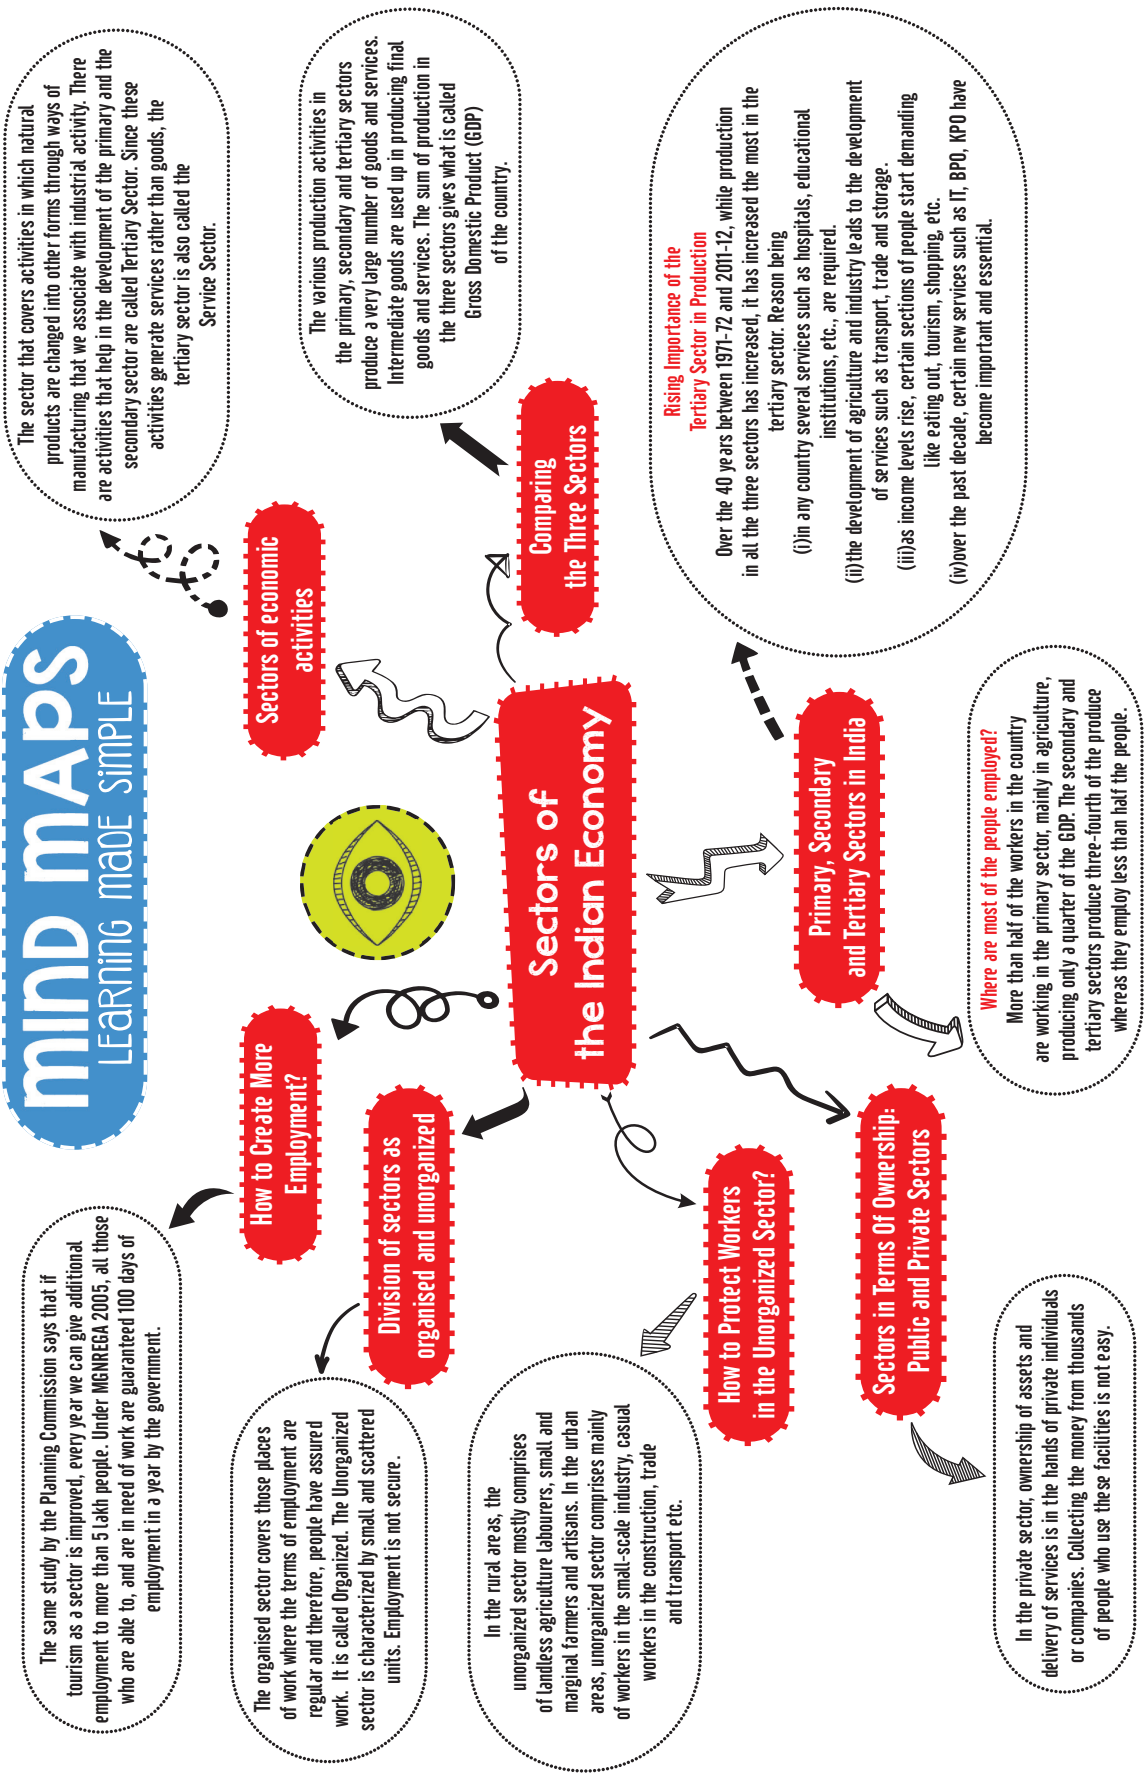 MIND MAPS
LEARNING MADE SIMPLE
Sectors of
the Indian Economy
Sectors of economic
activities
The sector that covers activities in which natural
products are changed into other forms through ways of
manufacturing that we associate with industrial activity. There
are activities that help in the development of the primary and the
secondary sector are called Tertiary Sector. Since these
activities generate services rather than goods, the
tertiary sector is also called the
Service Sector.
Comparing
the Three Sectors
The various production activities in
the primary, secondary and tertiary sectors
produce a very large number of goods and services.
Intermediate goods are used up in producing final
goods and services. The sum of production in
the three sectors gives what is called
Gross Domestic Product (GDP)
of the country.
Primary, Secondary
and Tertiary Sectors in India
Rising Importance of the
Tertiary Sector in Production
Over the 40 years between 1971-72 and 2011-12, while production
in all the three sectors has increased, it has increased the most in the
tertiary sector. Reason being
(i)in any country several services such as hospitals, educational
institutions, etc., are required.
(ii)the development of agriculture and industry leads to the development
of services such as transport, trade and storage.
(iii)as income levels rise, certain sections of people start demanding
like eating out, tourism, shopping, etc.
(iv)over the past decade, certain new services such as IT, BPO, KPO have
become important and essential.
Where are most of the people employed?
More than half of the workers in the country
are working in the primary sector, mainly in agriculture,
producing only a quarter of the GDP. The secondary and
tertiary sectors produce three-fourth of the produce
whereas they employ less than half the people.
Sectors in Terms Of Ownership:
Public and Private Sectors
In the private sector, ownership of assets and
delivery of services is in the hands of private individuals
or companies. Collecting the money from thousands
of people who use these facilities is not easy.
How to Protect Workers
in the Unorganized Sector?
In the rural areas, the
unorganized sector mostly comprises
of landless agriculture labourers, small and
marginal farmers and artisans. In the urban
areas, unorganized sector comprises mainly
of workers in the small-scale industry, casual
workers in the construction, trade
and transport etc.
Division of sectors as
organised and unorganized
The organised sector covers those places
of work where the terms of employment are
regular and therefore, people have assured
work. It is called Organized. The Unorganized
sector is characterized by small and scattered
units. Employment is not secure.
How to Create More
Employment?
The same study by the Planning Commission says that if
tourism as a sector is improved, every year we can give additional
employment to more than 5 lakh people. Under MGNREGA 2005, all those
who are able to, and are in need of work are guaranteed 100 days of
employment in a year by the government.